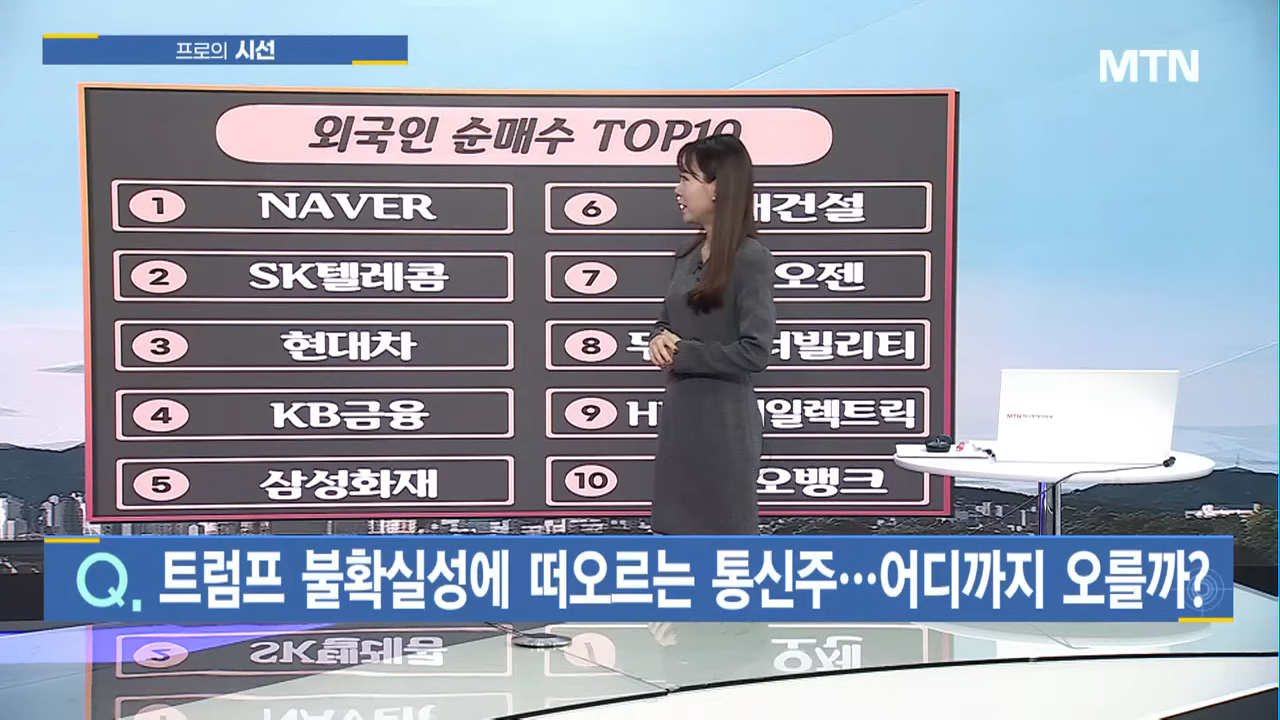 프로의 시선
MTN
외국인 순매수 TOP10
1 NAVER
2 SK텔레콤
3 현대차
4 KB금융
5 삼성화재
6 건설
7 오젠
8 빌리티
9 일렉트릭
10 오뱅크
MTN
Q. 트럼프 불확실성에 떠오르는 통신주…어디까지 오를까?